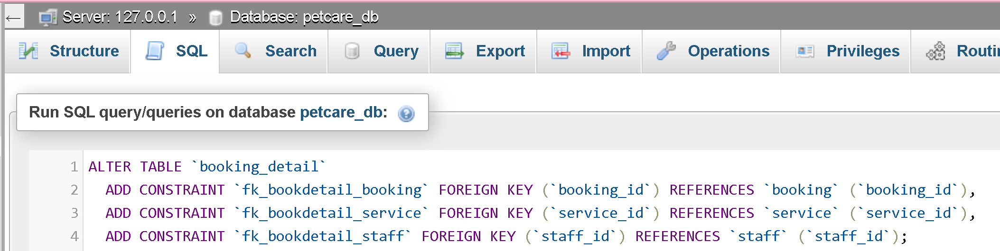 ← Server: 127.0.0.1 » Database: petcare_db
Structure SQL Search Query Export Import Operations Privileges
Run SQL query/queries on database petcare_db:
1 ALTER TABLE `booking_detail`
2 ADD CONSTRAINT `fk_bookdetail_booking` FOREIGN KEY (`booking_id`) REFERENCES `booking` (`booking_id`),
3 ADD CONSTRAINT `fk_bookdetail_service` FOREIGN KEY (`service_id`) REFERENCES `service` (`service_id`),
4 ADD CONSTRAINT `fk_bookdetail_staff` FOREIGN KEY (`staff_id`) REFERENCES `staff` (`staff_id`);